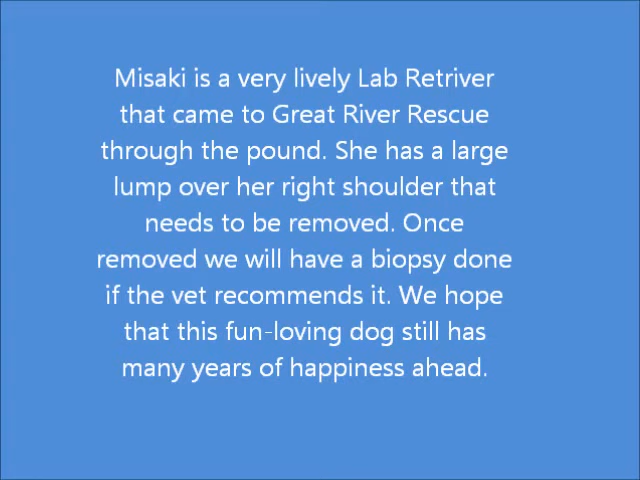 Misaki is a very lively Lab Retriver
that came to Great River Rescue
through the pound. She has a large
lump over her right shoulder that
needs to be removed. Once
removed we will have a biopsy done
if the vet recommends it. We hope
that this fun-loving dog still has
many years of happiness ahead.